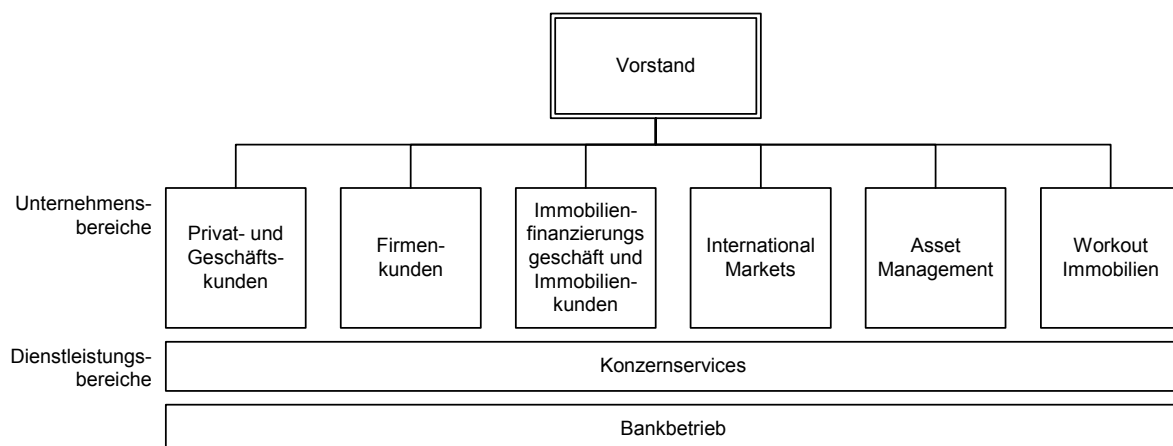 Vorstand
Unternehmens-
bereiche
Privat- und
Geschäfts-
kunden
Firmen-
kunden
Immobilien-
finanzierungs
geschäft und
Immobilien-
kunden
International
Markets
Asset
Management
Workout
Immobilien
Dienstleistungs-
bereiche
Konzernservices
Bankbetrieb